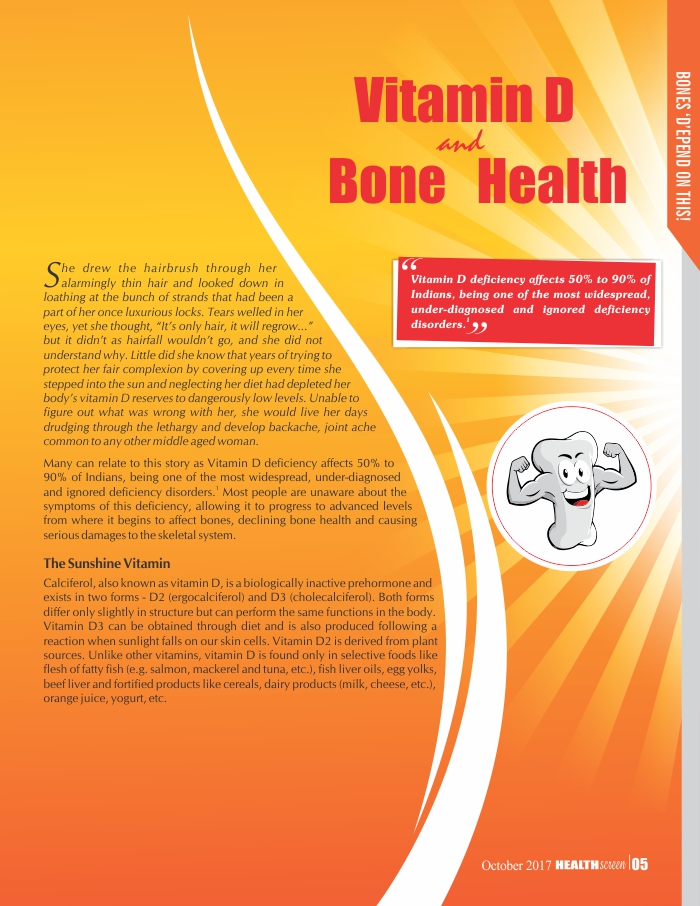 BONES 'D'EPEND ON THIS!
Vitamin D
and
Bone Health
She drew the hairbrush through her
alarmingly thin hair and looked down in
loathing at the bunch of strands that had been a
part of her once luxurious locks. Tears welled in her
eyes, yet she thought, “It’s only hair, it will regrow...”
but it didn’t as hairfall wouldn’t go, and she did not
understand why. Little did she know that years of trying to
protect her fair complexion by covering up every time she
stepped into the sun and neglecting her diet had depleted her
body’s vitamin D reserves to dangerously low levels. Unable to
figure out what was wrong with her, she would live her days
drudging through the lethargy and develop backache, joint ache
common to any other middle aged woman.
Many can relate to this story as Vitamin D deficiency affects 50% to
90% of Indians, being one of the most widespread, under-diagnosed
and ignored deficiency disorders.¹ Most people are unaware about the
symptoms of this deficiency, allowing it to progress to advanced levels
from where it begins to affect bones, declining bone health and causing
serious damages to the skeletal system.
The Sunshine Vitamin
Calciferol, also known as vitamin D, is a biologically inactive prehormone and
exists in two forms - D2 (ergocalciferol) and D3 (cholecalciferol). Both forms
differ only slightly in structure but can perform the same functions in the body.
Vitamin D3 can be obtained through diet and is also produced following a
reaction when sunlight falls on our skin cells. Vitamin D2 is derived from plant
sources. Unlike other vitamins, vitamin D is found only in selective foods like
flesh of fatty fish (e.g. salmon, mackerel and tuna, etc.), fish liver oils, egg yolks,
beef liver and fortified products like cereals, dairy products (milk, cheese, etc.),
orange juice, yogurt, etc.
“
Vitamin D deficiency affects 50% to 90% of
Indians, being one of the most widespread,
under-diagnosed and ignored deficiency
disorders.¹”
October 2017 HEALTHscreen |05